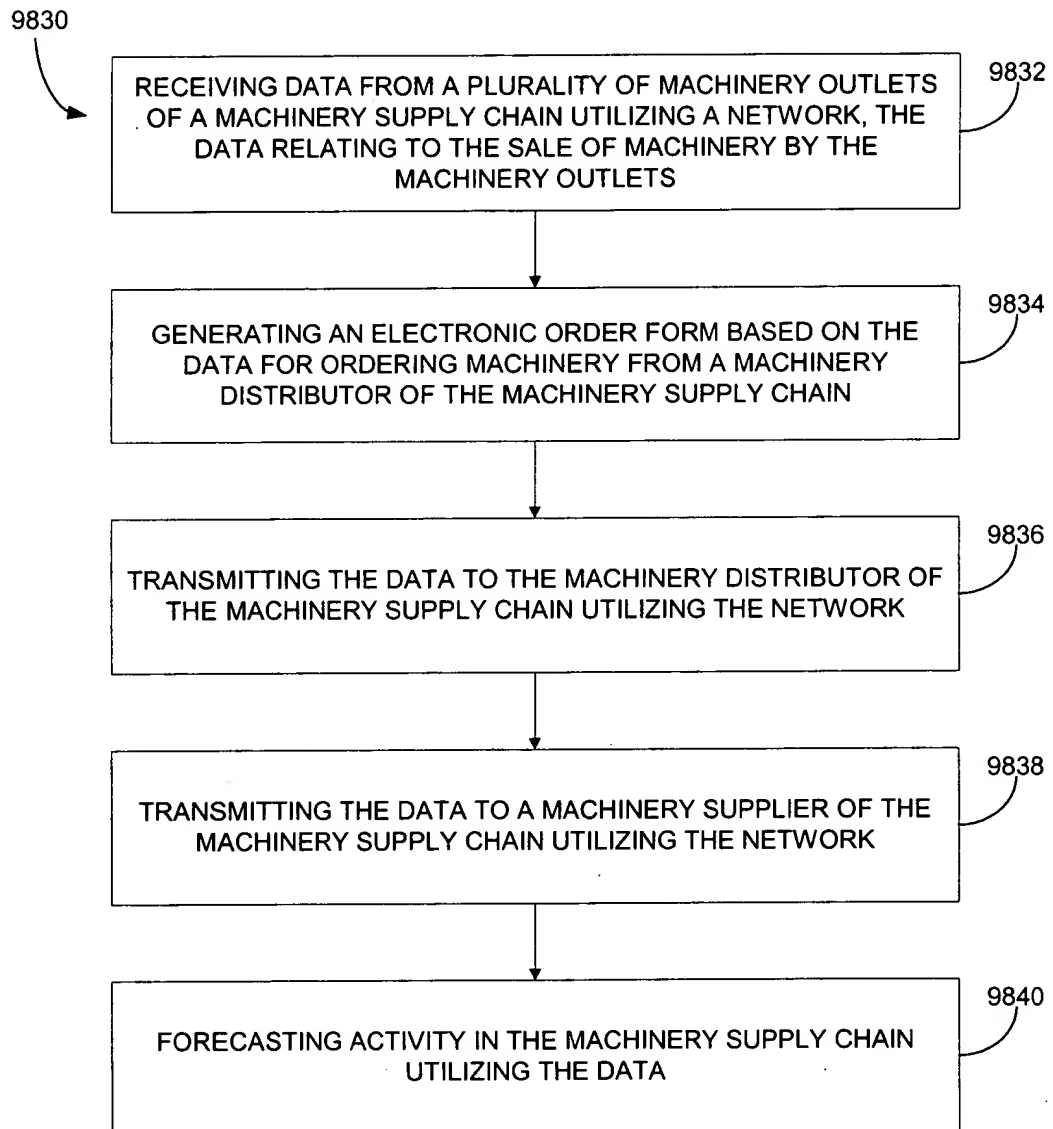 9830
RECEIVING DATA FROM A PLURALITY OF MACHINERY OUTLETS
OF A MACHINERY SUPPLY CHAIN UTILIZING A NETWORK, THE
DATA RELATING TO THE SALE OF MACHINERY BY THE
MACHINERY OUTLETS
9832
GENERATING AN ELECTRONIC ORDER FORM BASED ON THE
DATA FOR ORDERING MACHINERY FROM A MACHINERY
DISTRIBUTOR OF THE MACHINERY SUPPLY CHAIN
9834
TRANSMITTING THE DATA TO THE MACHINERY DISTRIBUTOR OF
THE MACHINERY SUPPLY CHAIN UTILIZING THE NETWORK
9836
TRANSMITTING THE DATA TO A MACHINERY SUPPLIER OF THE
MACHINERY SUPPLY CHAIN UTILIZING THE NETWORK
9838
FORECASTING ACTIVITY IN THE MACHINERY SUPPLY CHAIN
UTILIZING THE DATA
9840